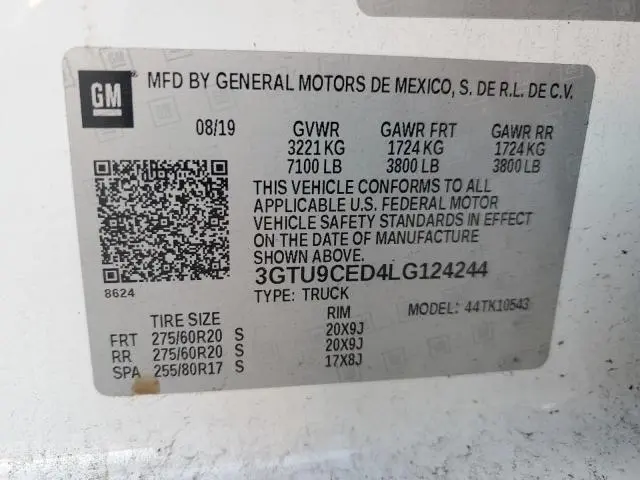 GM ® MFD BY GENERAL MOTORS DE MEXICO, S. DE R.L. DE C.V.
08/19 GVWR GAWR FRT GAWR RR
3221 KG 1724 KG 1724 KG
7100 LB 3800 LB 3800 LB
THIS VEHICLE CONFORMS TO ALL
APPLICABLE U.S. FEDERAL MOTOR
VEHICLE SAFETY STANDARDS IN EFFECT
ON THE DATE OF MANUFACTURE
SHOWN ABOVE.
3GTU9CED4LG124244
8624
TYPE: TRUCK MODEL: 44TK10543
TIRE SIZE RIM
FRT 275/60R20 S 20X9J
RR 275/60R20 S 20X9J
SPA 255/80R17 S 17X8J